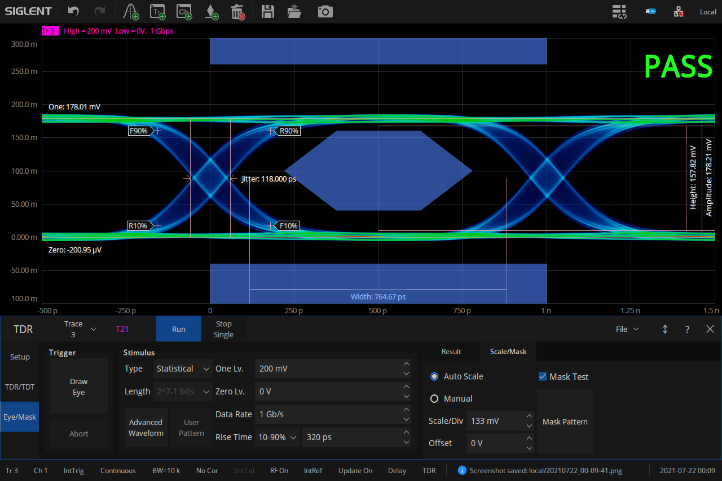 SIGLENT Tr Clb Local
Tr 3 High = 200 mV Low = 0V, 1 Gbps
300.0 m
PASS
250.0 m
200.0 m
One: 178.01 mV
150.0 m
F90% R90%
100.0 m
Jitter: 118.000 ps
Height: 157.82 mV
Amplitude: 178.21 mV
50.00 m
R10% F10%
0.000 m
Zero: -200.95 µV
-50.00 m
Width: 764.67 ps
-100.0 m
-500 p -250 p 0 250 p 500 p 750 p 1 n 1.25 n 1.5 n
TDR Trace 3 T21 Run Stop Single File ?
Setup
TDR/TDT
Eye/Mask
Trigger
Draw Eye
Abort
Stimulus
Type Statistical One Lv. 200 mV
Length 2^7-1 bits Zero Lv. 0 V
Advanced Waveform User Pattern Data Rate 1 Gb/s
Rise Time 10-90% 320 ps
Result Scale/Mask
Auto Scale Mask Test
Manual
Scale/Div 133 mV Mask Pattern
Offset 0 V
Tr 3 Ch 1 IntTrig Continuous BW=10 k No Cor SrcCal RF On IntRef Update On Delay TDR Screenshot saved: local/20210722_00-09-41.png 2021-07-22 00:09